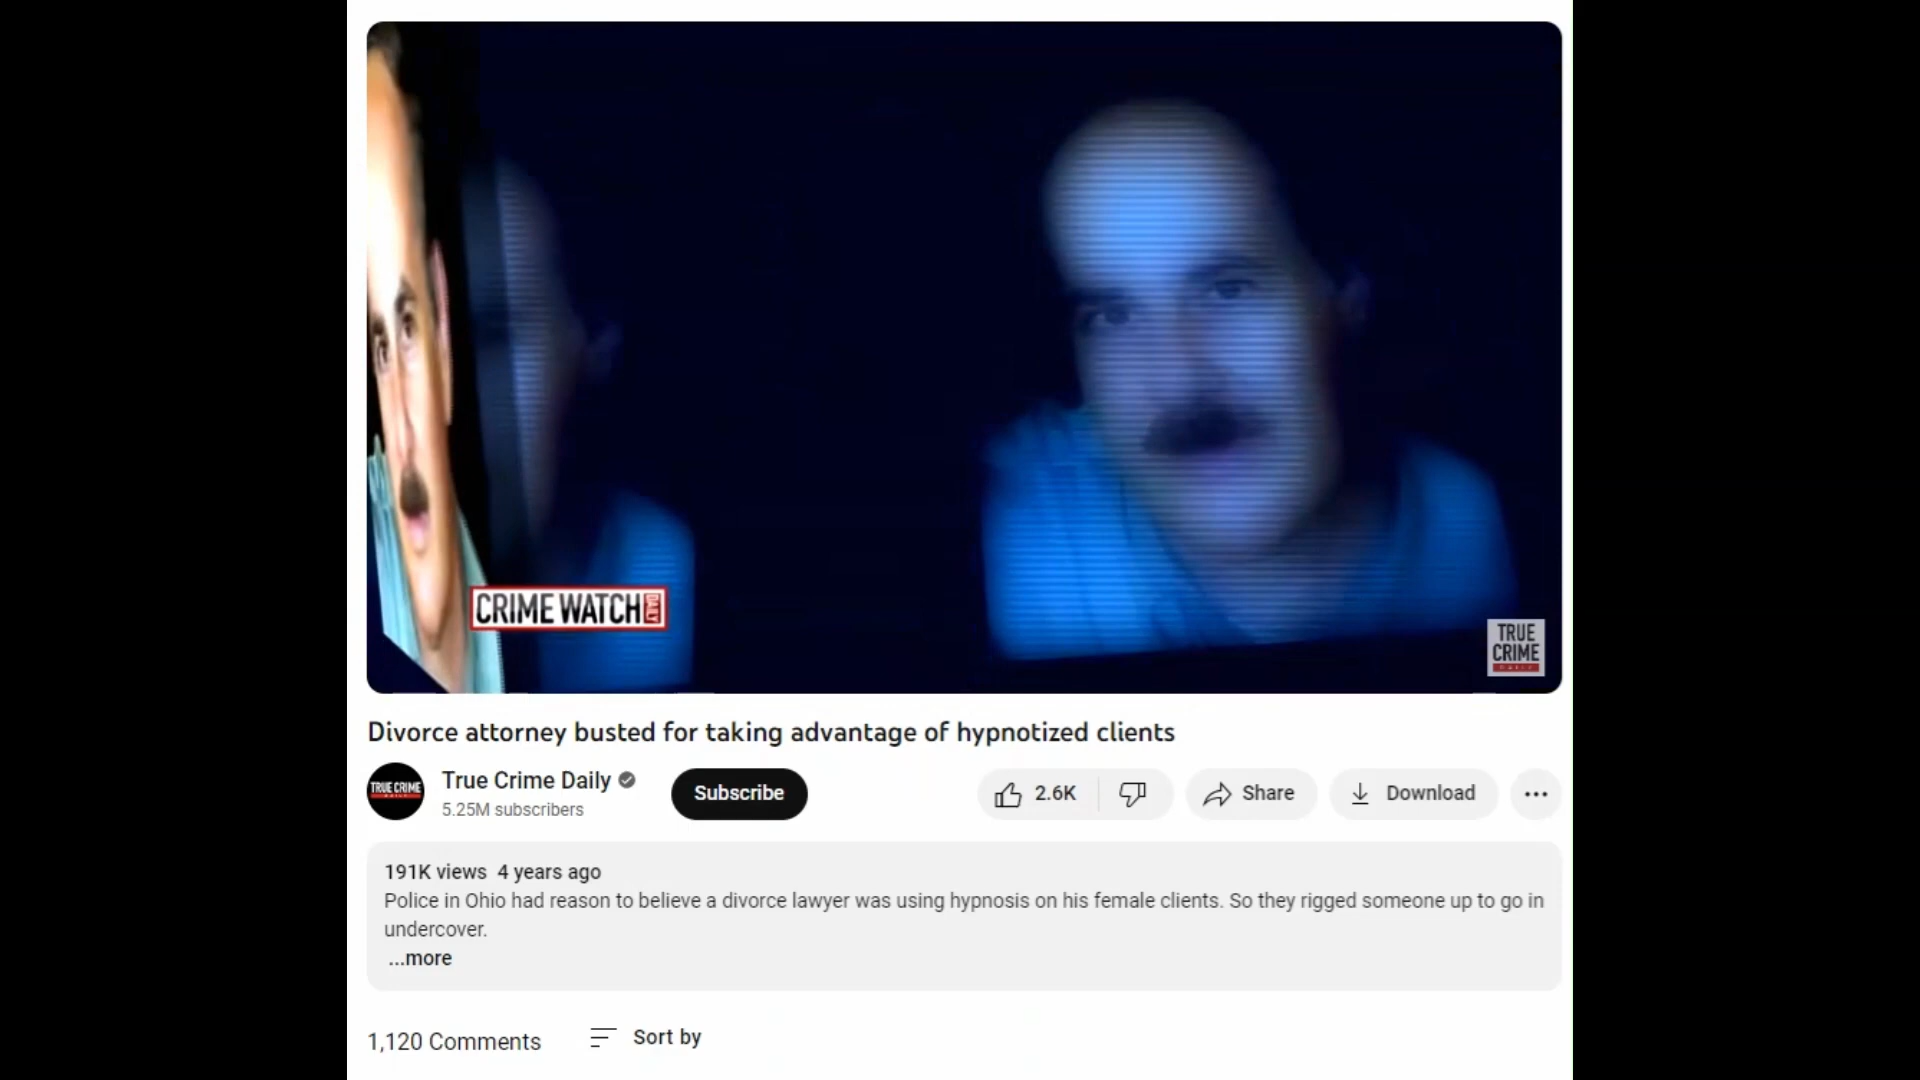 CRIME WATCH DAILY
TRUE
CRIME
DAILY
Divorce attorney busted for taking advantage of hypnotized clients
TRUE CRIME
DAILY
True Crime Daily
5.25M subscribers
Subscribe
2.6K
Share
Download
191K views 4 years ago
Police in Ohio had reason to believe a divorce lawyer was using hypnosis on his female clients. So they rigged someone up to go in
undercover.
...more
1,120 Comments
Sort by